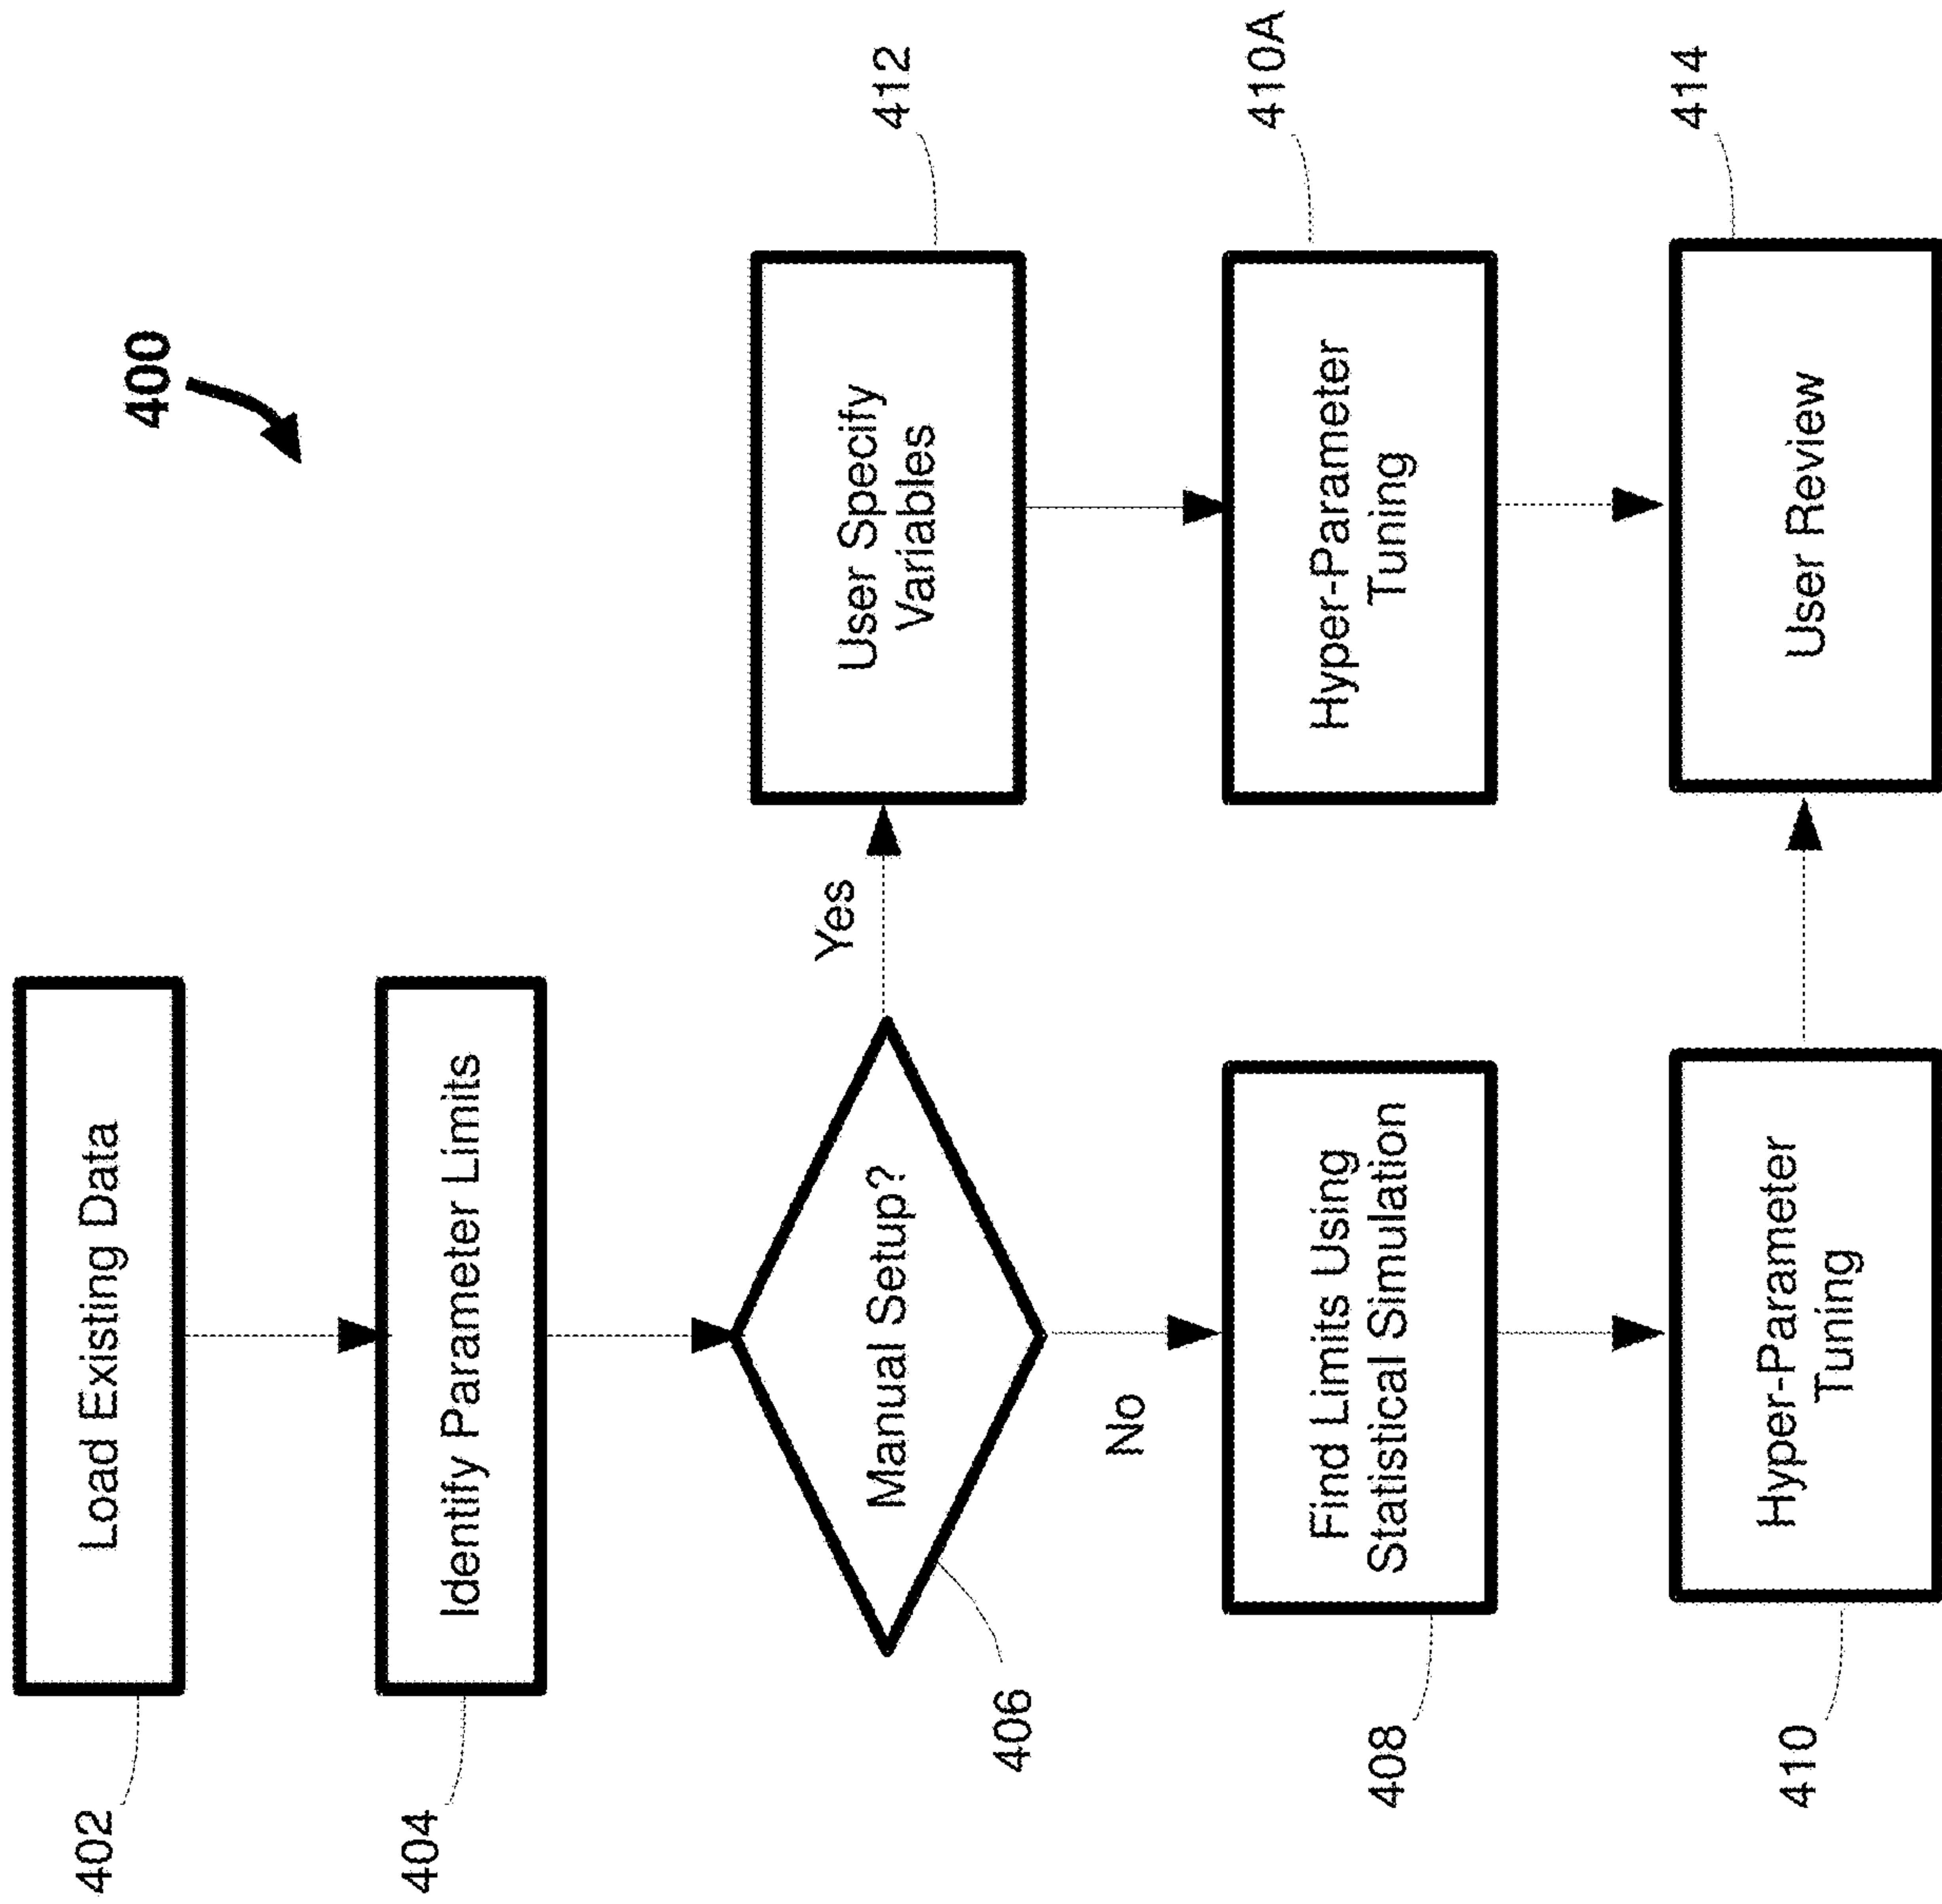 400
402
Load Existing Data
404
Identify Parameter Limits
406
Manual Setup?
Yes
No
412
User Specify
Variables
408
Find Limits Using
Statistical Simulation
410A
Hyper-Parameter
Tuning
410
Hyper-Parameter
Tuning
414
User Review